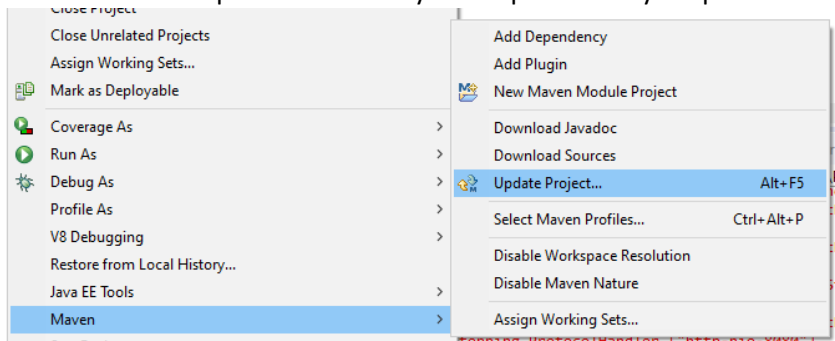 Close Project
Close Unrelated Projects
Assign Working Sets...
Mark as Deployable
Coverage As
Run As
Debug As
Profile As
V8 Debugging
Restore from Local History...
Java EE Tools
Maven
Add Dependency
Add Plugin
New Maven Module Project
Download Javadoc
Download Sources
Update Project... Alt+F5
Select Maven Profiles... Ctrl+Alt+P
Disable Workspace Resolution
Disable Maven Nature
Assign Working Sets...